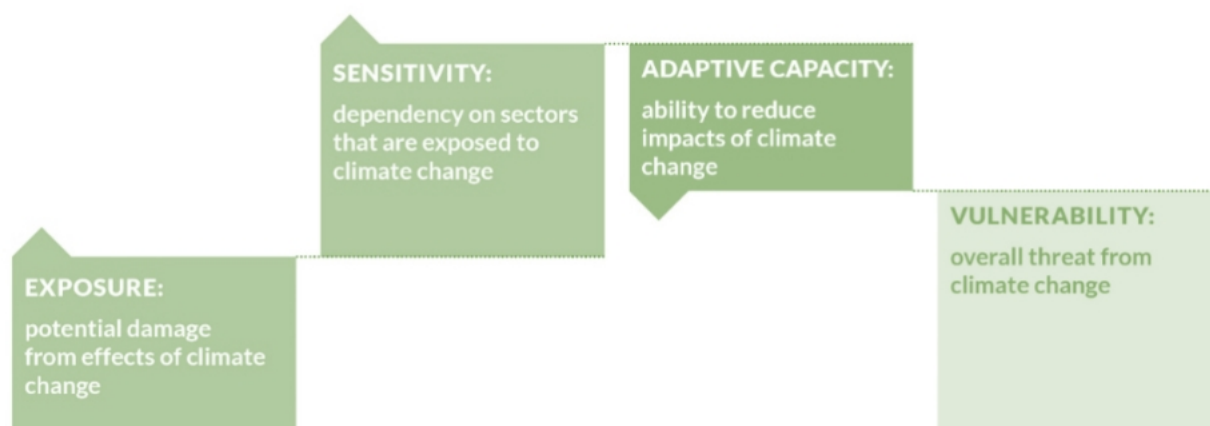 SENSITIVITY:
dependency on sectors
that are exposed to
climate change
ADAPTIVE CAPACITY:
ability to reduce
impacts of climate
change
EXPOSURE:
potential damage
from effects of climate
change
VULNERABILITY:
overall threat from
climate change